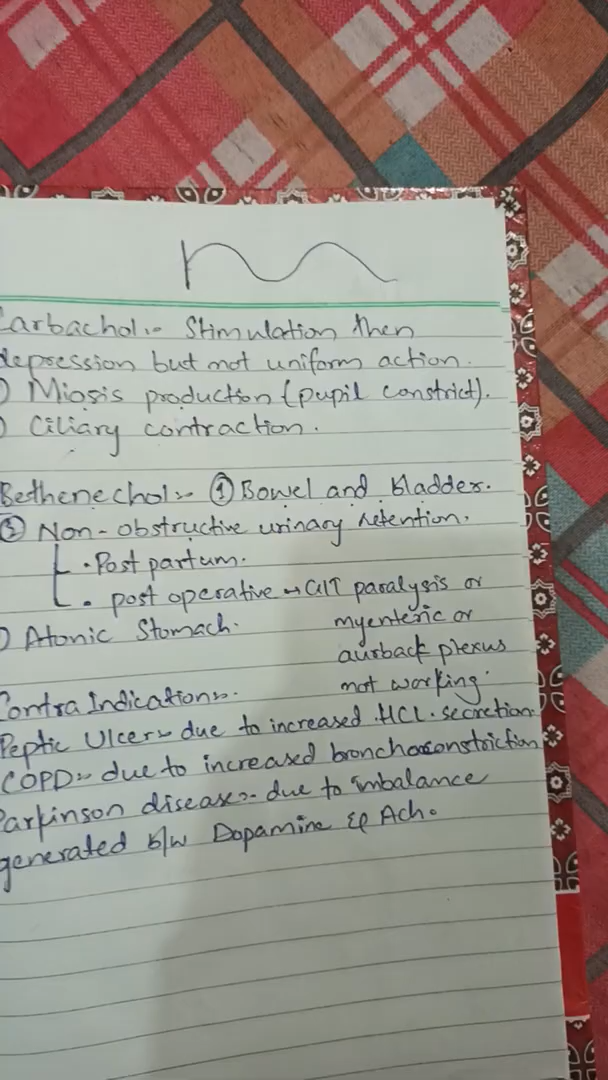 Carbachol:- Stimulation then
depression but not uniform action.
) Miosis production (pupil constrict).
) Ciliary contraction.
Bethenechol:- ① Bowel and bladder.
② Non-obstructive urinary retention.
• Post partum.
• post operative → GIT paralysis or
myenteric or
) Atonic Stomach.
aurback plexus
not working.
Contra Indication:-
Peptic Ulcer:- due to increased HCL secretion.
COPD:- due to increased bronchoconstriction
Parkinson disease:- due to imbalance
generated b/w Dopamine & Ach.